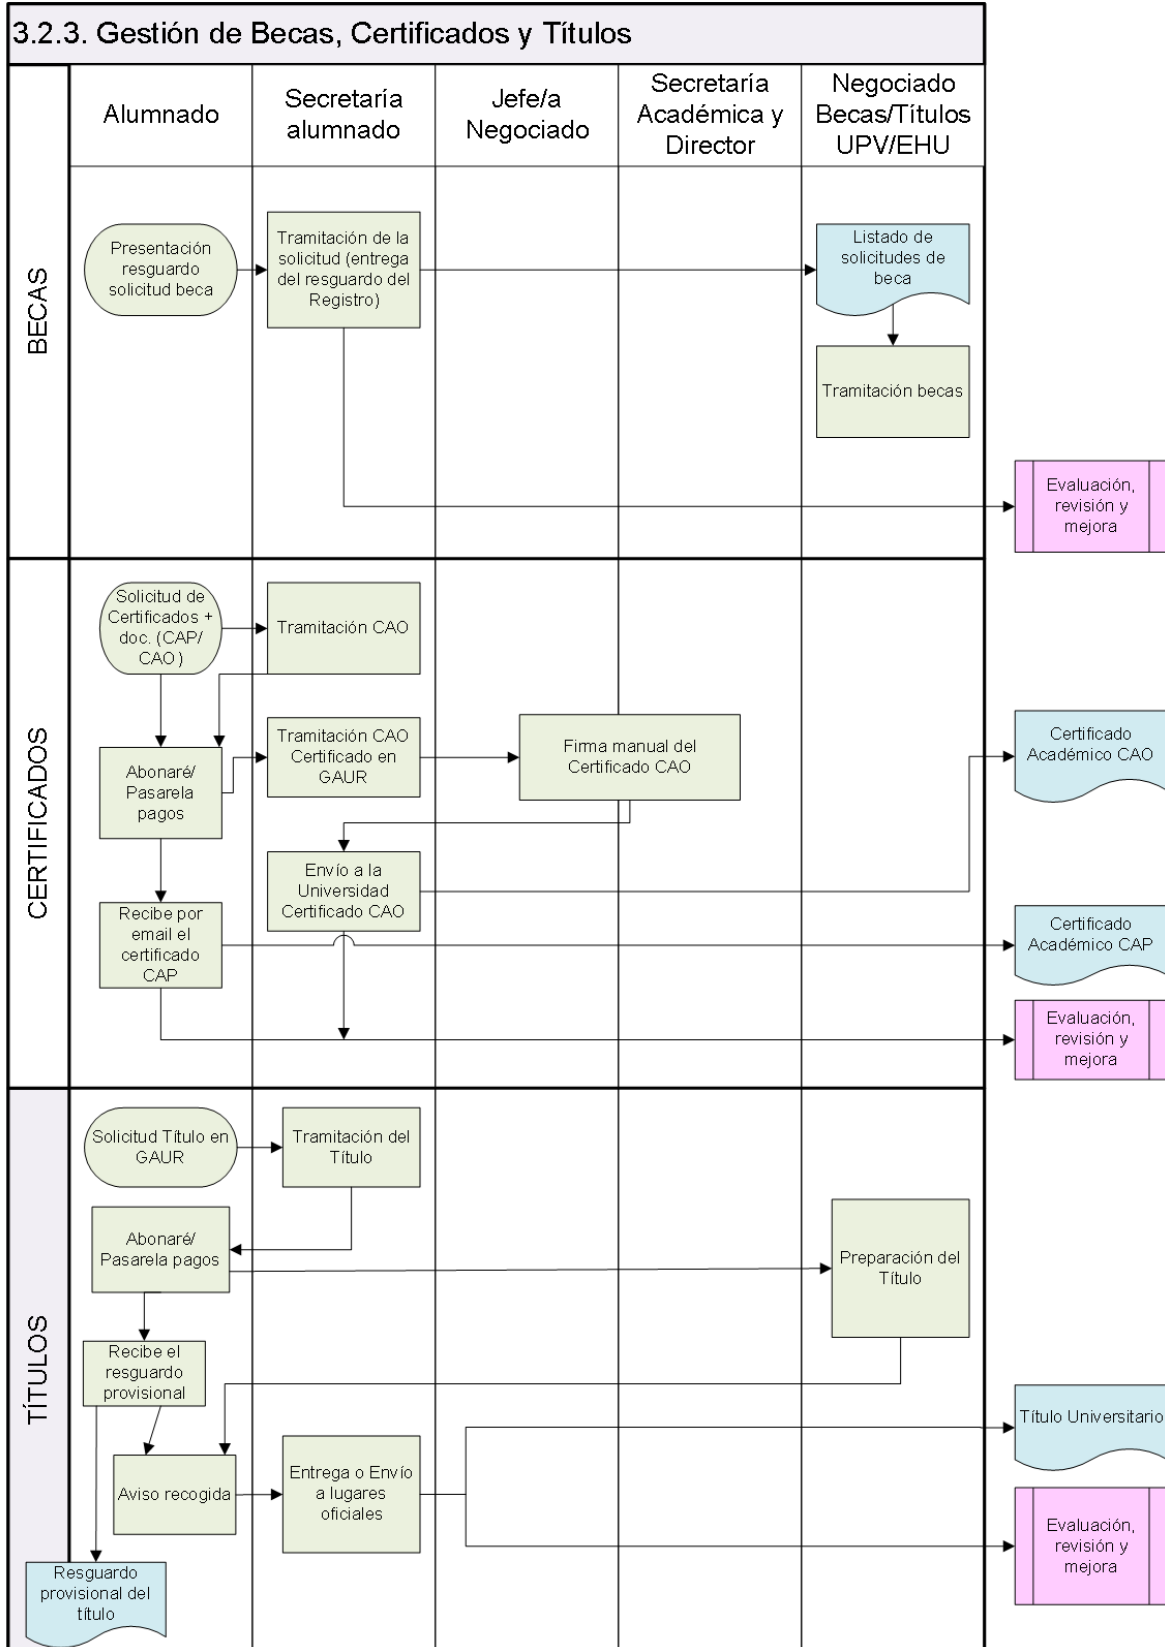 3.2.3. Gestión de Becas, Certificados y Títulos
Alumnado
Secretaría
alumnado
Jefe/a
Negociado
Secretaría
Académica y
Director
Negociado
Becas/Títulos
UPV/EHU
BECAS
Presentación
resguardo
solicitud beca
Tramitación de la
solicitud (entrega
del resguardo del
Registro)
Listado de
solicitudes de
beca
Tramitación becas
Evaluación,
revisión y
mejora
CERTIFICADOS
Solicitud de
Certificados +
doc. (CAP/
CAO)
Tramitación CAO
Abonaré/
Pasarela
pagos
Tramitación CAO
Certificado en
GAUR
Firma manual del
Certificado CAO
Certificado
Académico CAO
Envío a la
Universidad
Certificado CAO
Recibe por
email el
certificado
CAP
Certificado
Académico CAP
Evaluación,
revisión y
mejora
TÍTULOS
Solicitud Título en
GAUR
Tramitación del
Título
Abonaré/
Pasarela pagos
Preparación del
Título
Recibe el
resguardo
provisional
Título Universitario
Aviso recogida
Entrega o Envío
a lugares
oficiales
Evaluación,
revisión y
mejora
Resguardo
provisional del
título